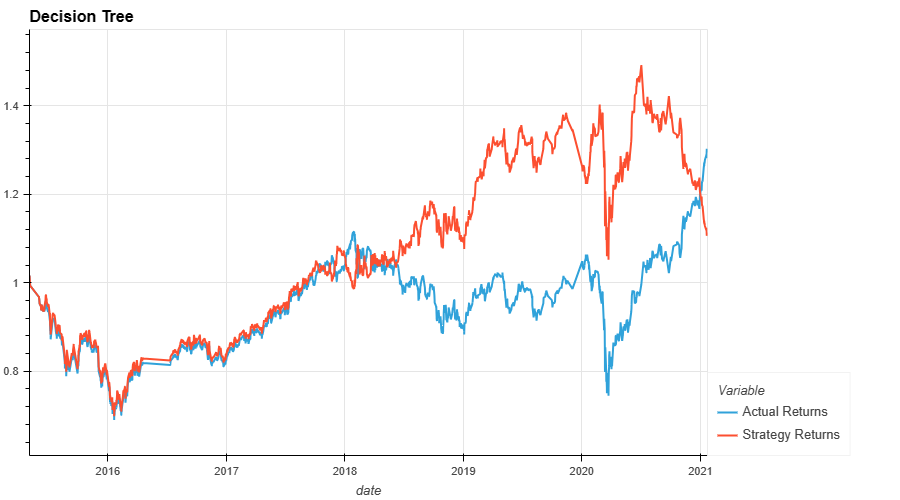 Decision Tree
1.4
1.2
1
0.8
2016 2017 2018 2019 2020 2021
date
Variable
Actual Returns
Strategy Returns